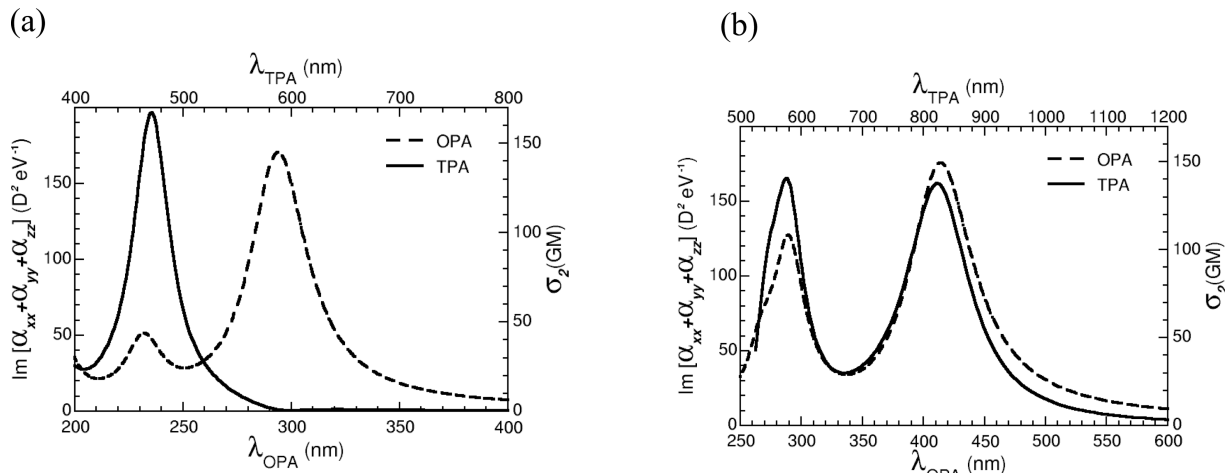 (a)
λTPA (nm)
400 500 600 700 800
OPA
TPA
Im [αxx+αyy+αzz] (D² eV⁻¹)
150
100
50
0
150
100
50
0
σ2(GM)
200 250 300 350 400
λOPA (nm)
(b)
λTPA (nm)
500 600 700 800 900 1000 1100 1200
OPA
TPA
Im [αxx+αyy+αzz] (D² eV⁻¹)
150
100
50
0
150
100
50
0
σ2(GM)
250 300 350 400 450 500 550 600
λOPA (nm)